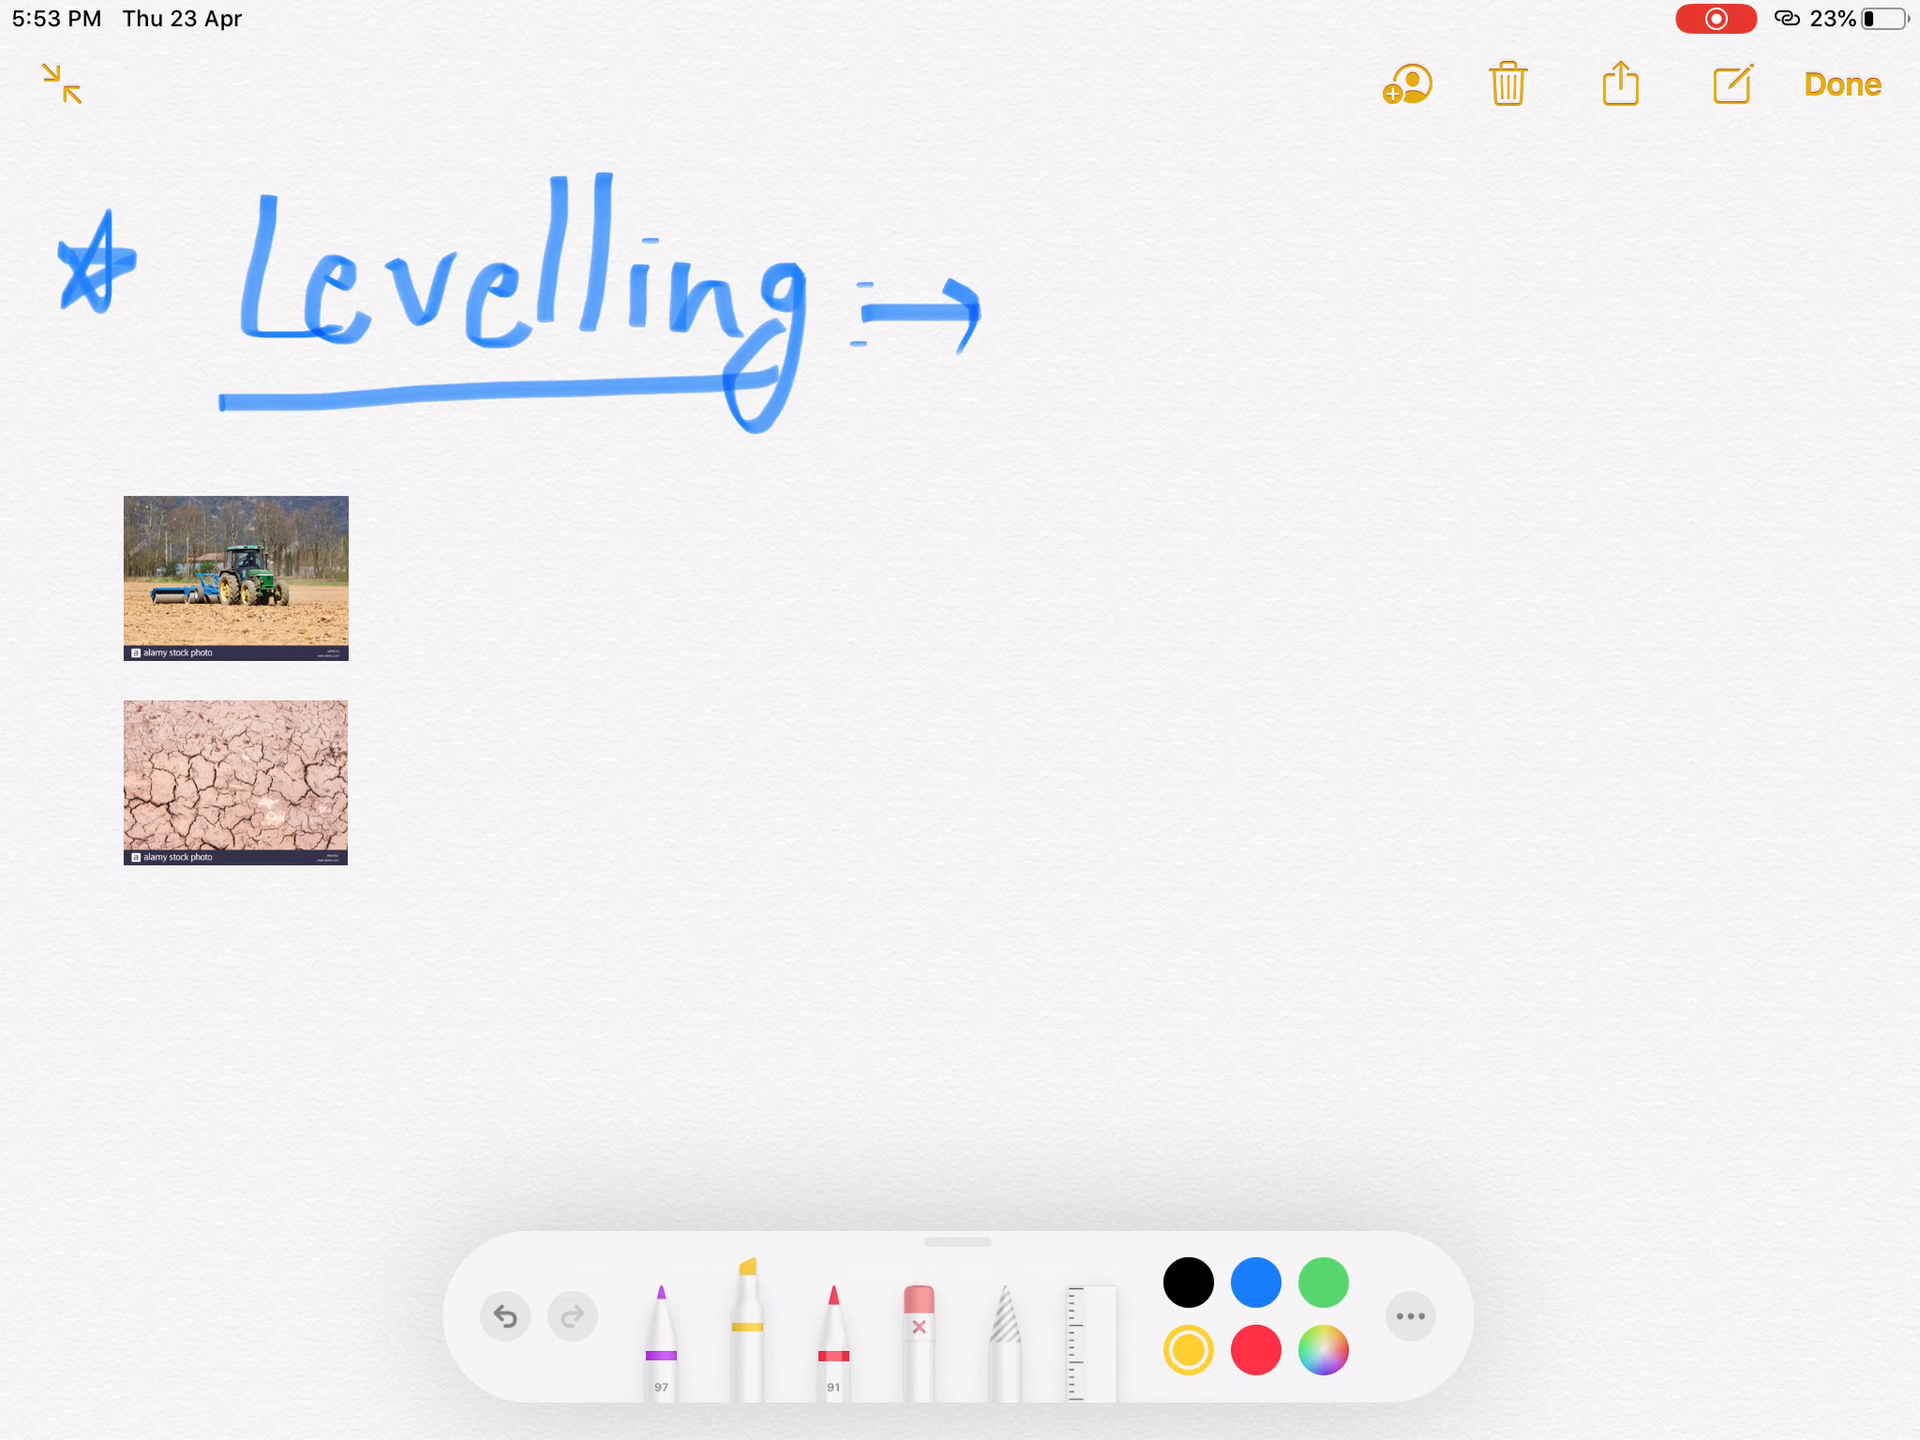 5:53 PM Thu 23 Apr 23%
Done
Levelling :→
a alamy stock photo
a alamy stock photo
97 91